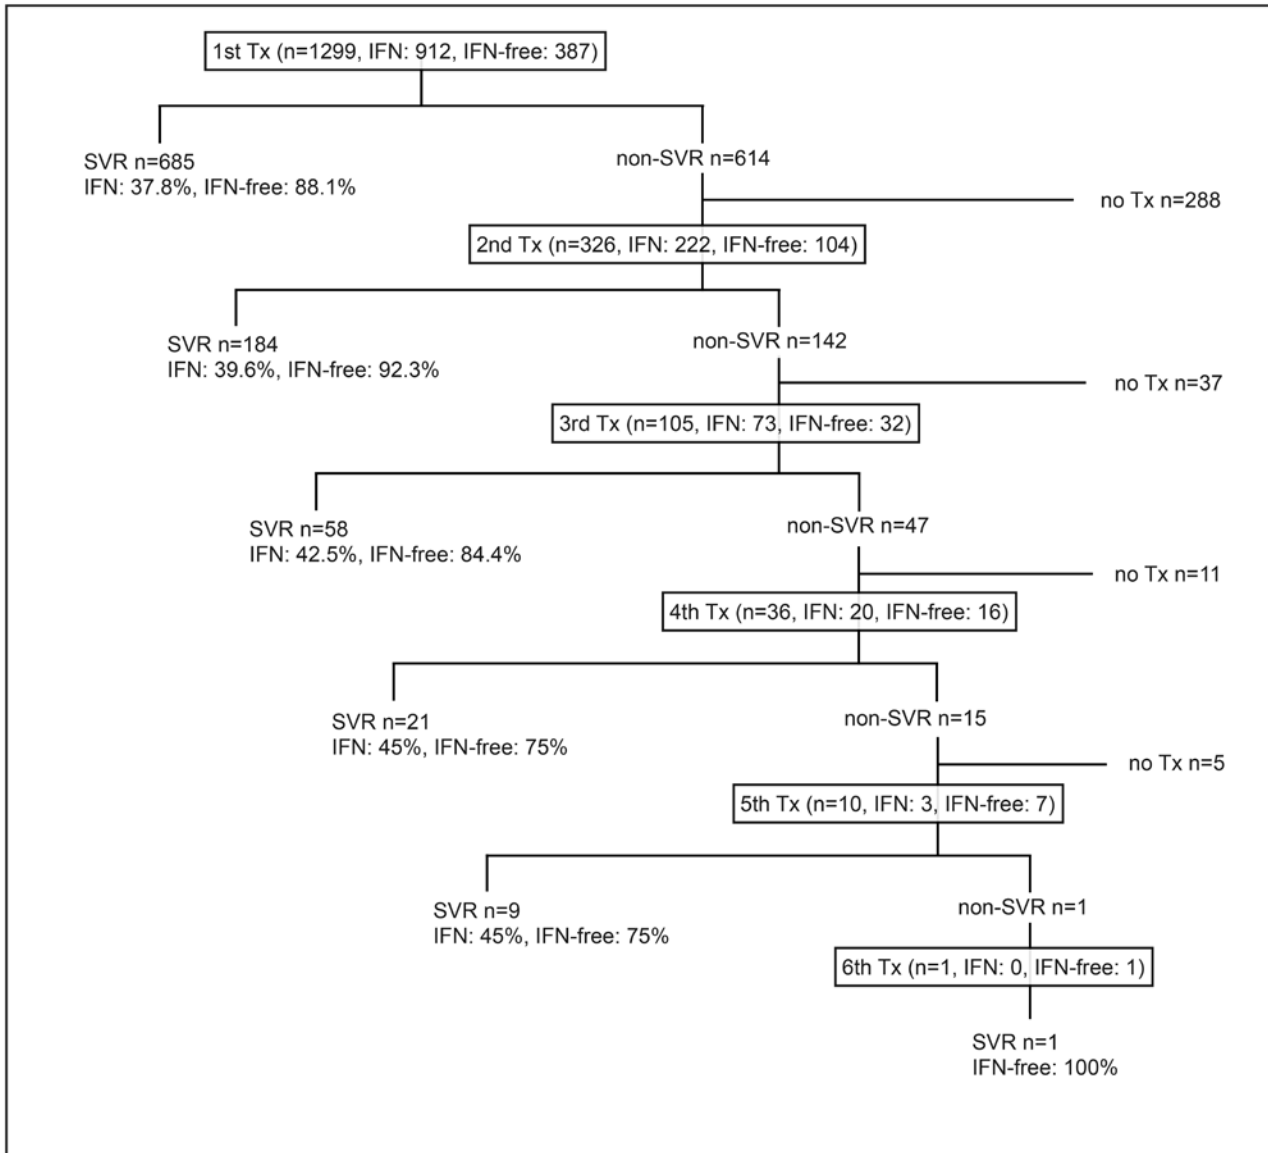 1st Tx (n=1299, IFN: 912, IFN-free: 387)
SVR n=685
IFN: 37.8%, IFN-free: 88.1%
non-SVR n=614
no Tx n=288
2nd Tx (n=326, IFN: 222, IFN-free: 104)
SVR n=184
IFN: 39.6%, IFN-free: 92.3%
non-SVR n=142
no Tx n=37
3rd Tx (n=105, IFN: 73, IFN-free: 32)
SVR n=58
IFN: 42.5%, IFN-free: 84.4%
non-SVR n=47
no Tx n=11
4th Tx (n=36, IFN: 20, IFN-free: 16)
SVR n=21
IFN: 45%, IFN-free: 75%
non-SVR n=15
no Tx n=5
5th Tx (n=10, IFN: 3, IFN-free: 7)
SVR n=9
IFN: 45%, IFN-free: 75%
non-SVR n=1
6th Tx (n=1, IFN: 0, IFN-free: 1)
SVR n=1
IFN-free: 100%